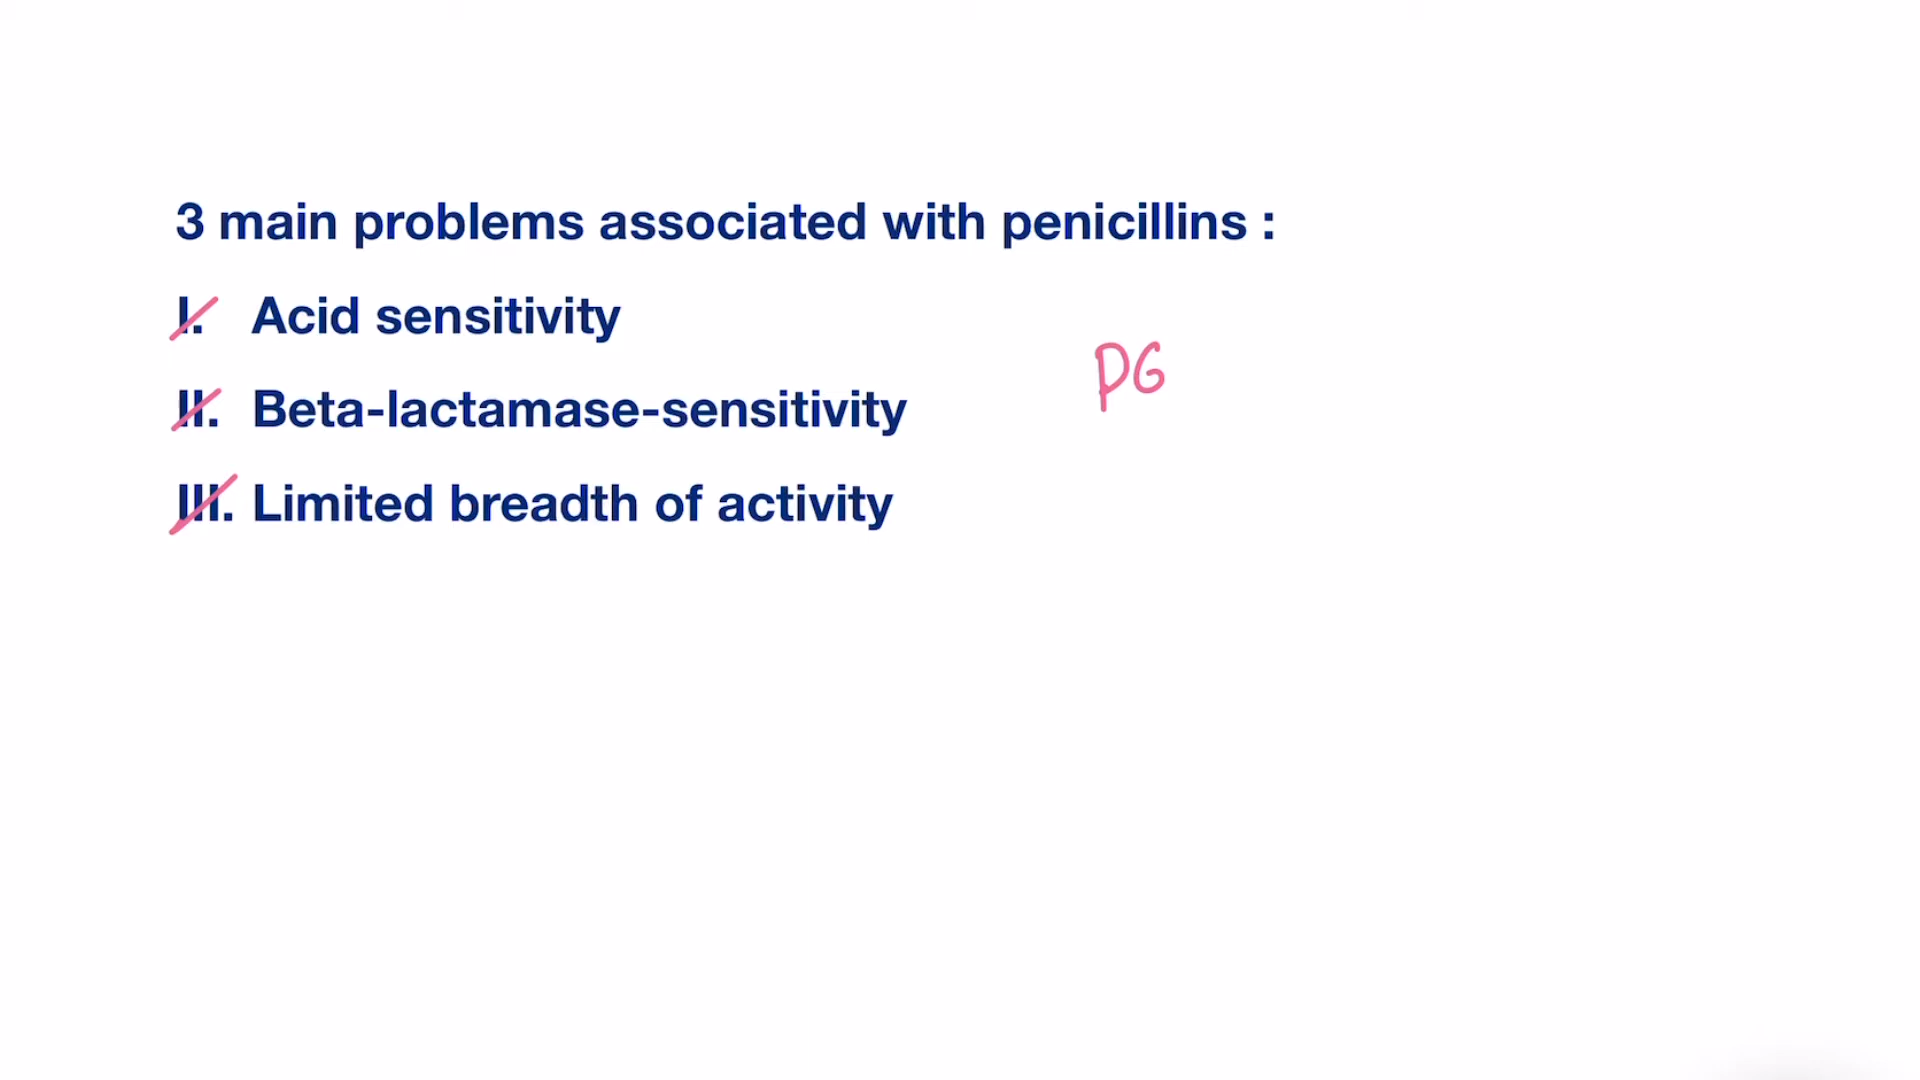 3 main problems associated with penicillins :
I. Acid sensitivity
PG
II. Beta-lactamase-sensitivity
III. Limited breadth of activity